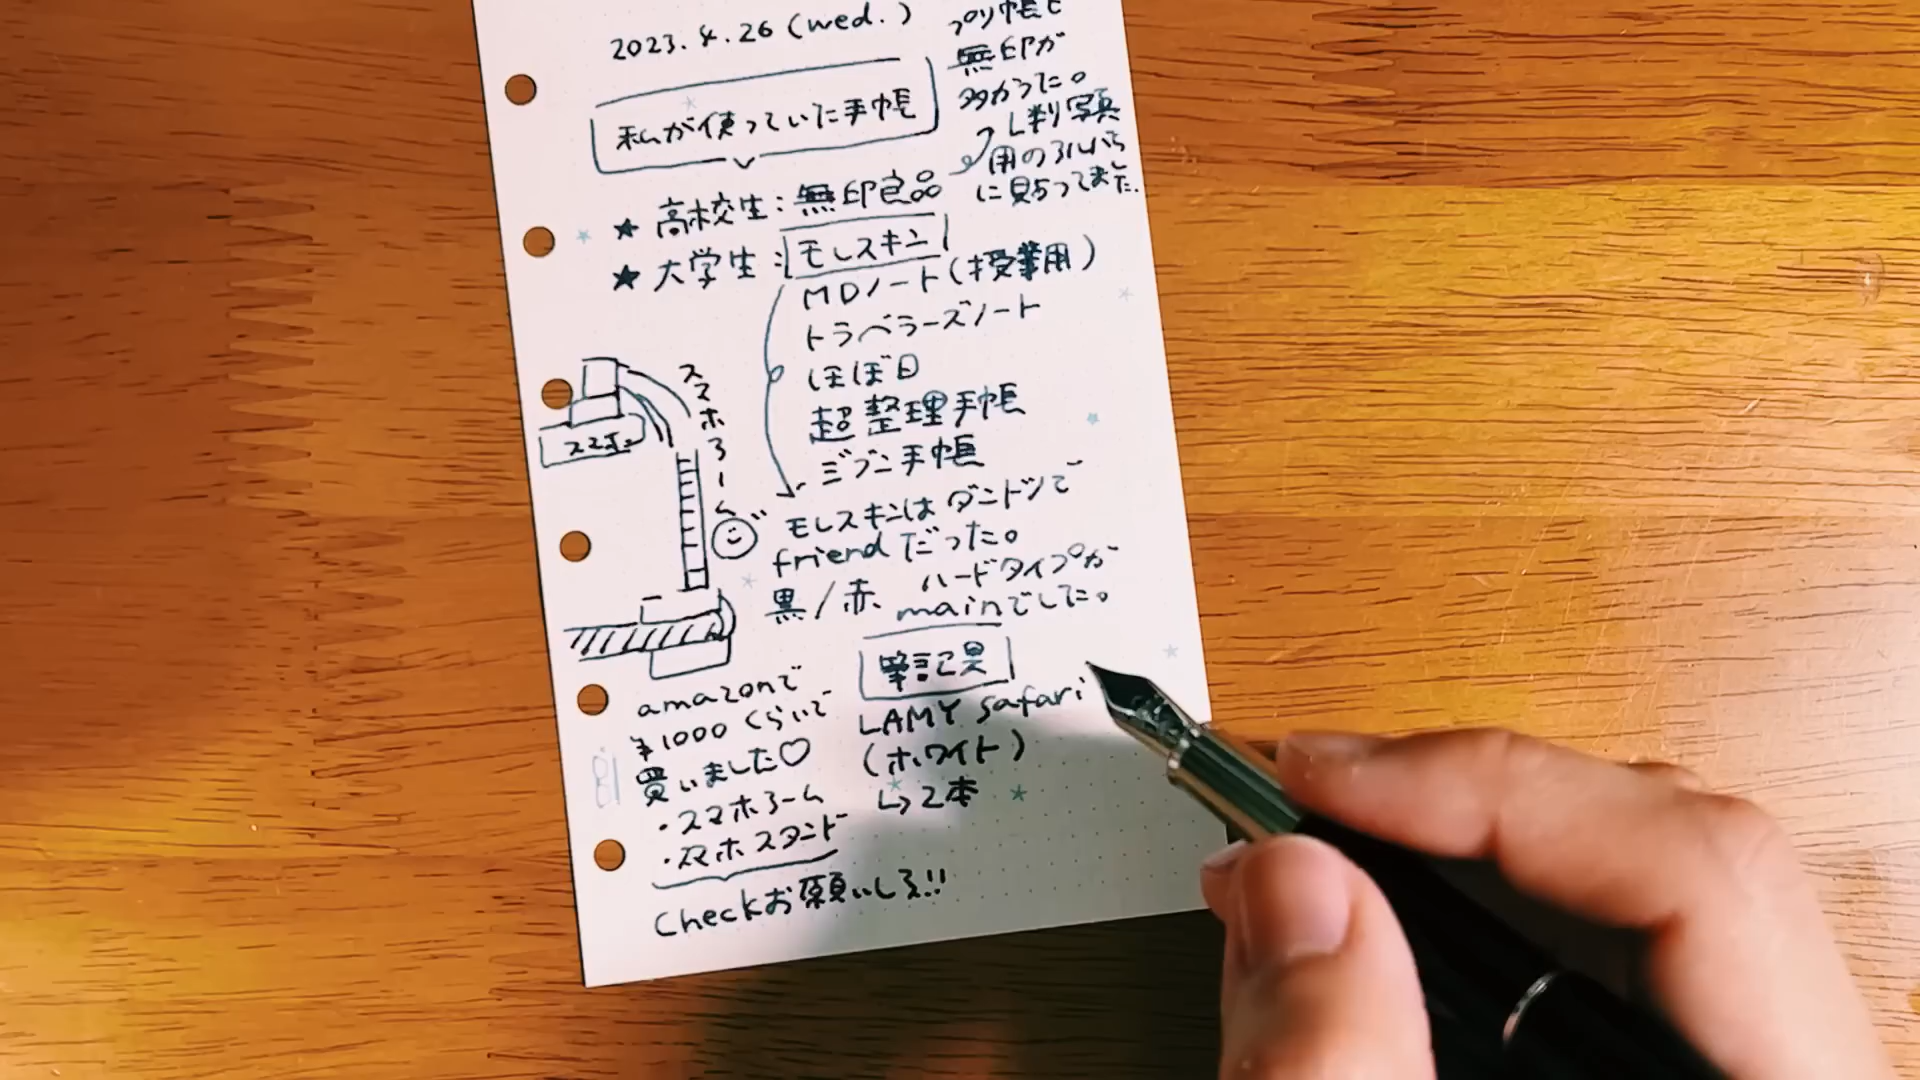 2023.4.26 (wed.)
プリ帳と
無印が
多かった。
私が使っていた手帳
L判写真
用のアルバム
に貼ってました.
★ 高校生：無印良品
★ 大学生：モレスキン
MDノート(授業用)
トラベラーズノート
ほぼ日
超整理手帳
ジブン手帳
スマホアーム
スマホ
モレスキンはダントツで
friendだった。
黒/赤 ハードタイプが
mainでした。
筆記具
LAMY safari
(ホワイト)
↳ 2本
amazonで
¥1000くらいで
買いました♡
・スマホアーム
・スマホスタンド
Checkお願いしる!!